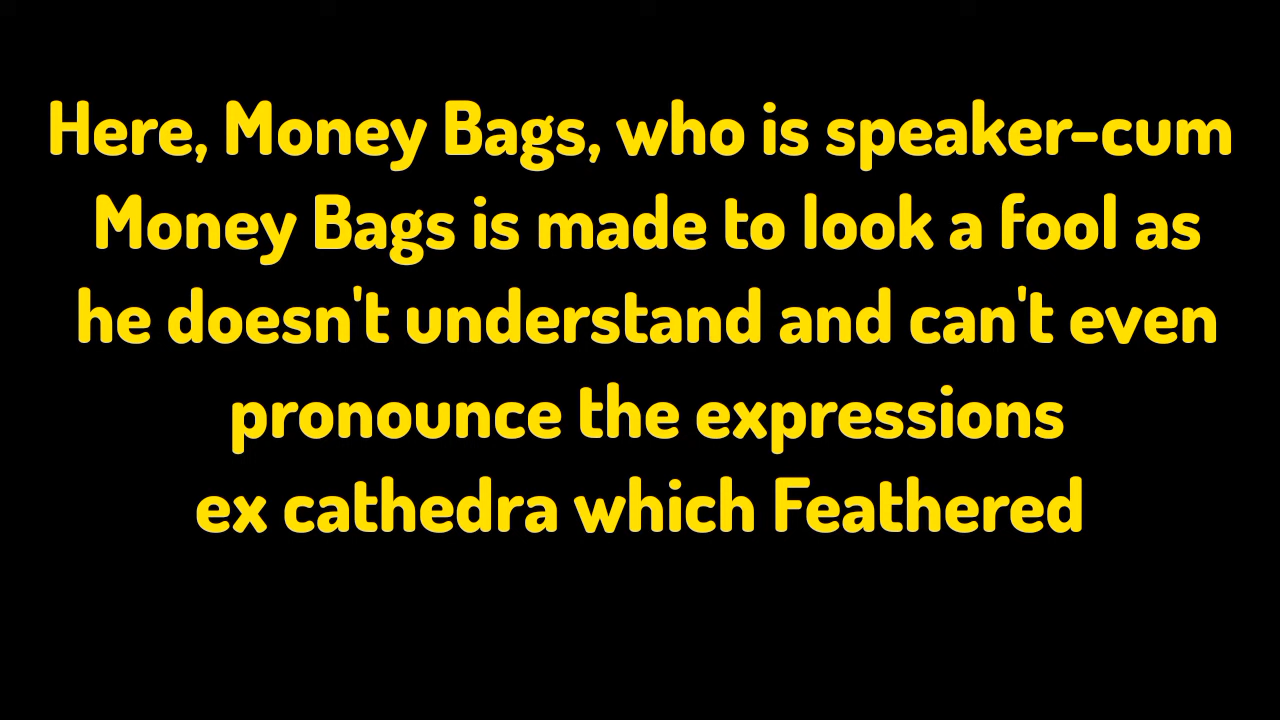 Here, Money Bags, who is speaker-cum
Money Bags is made to look a fool as
he doesn't understand and can't even
pronounce the expressions
ex cathedra which Feathered